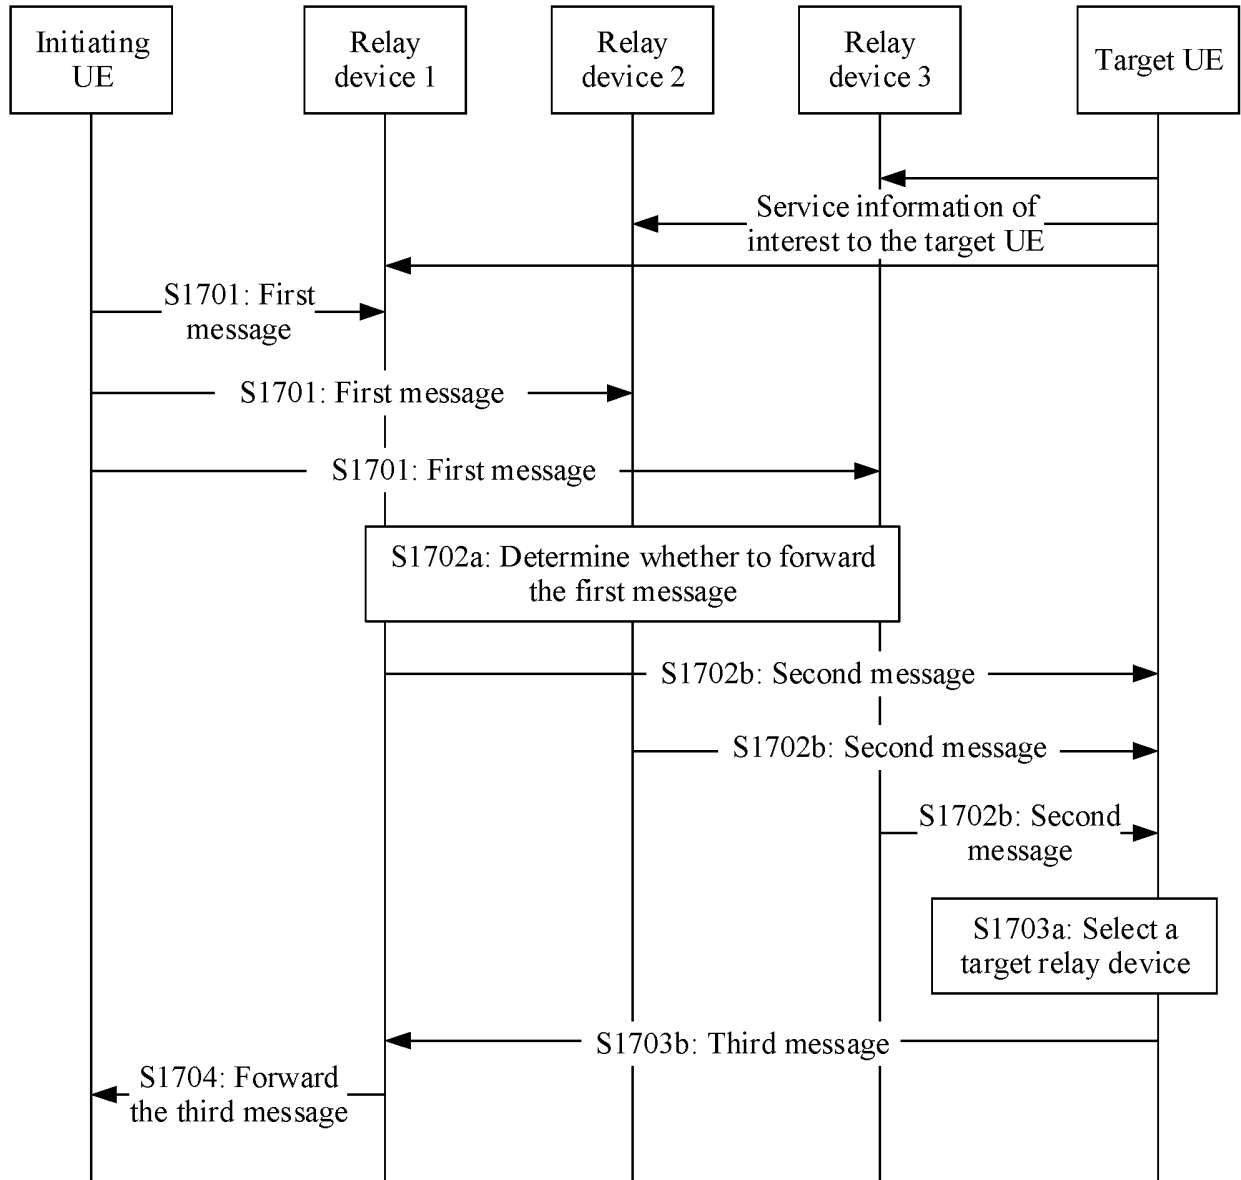 Initiating
UE
Relay
device 1
Relay
device 2
Relay
device 3
Target UE
Service information of
interest to the target UE
S1701: First
message
S1701: First message
S1701: First message
S1702a: Determine whether to forward
the first message
S1702b: Second message
S1702b: Second message
S1702b: Second
message
S1703a: Select a
target relay device
S1703b: Third message
S1704: Forward
the third message